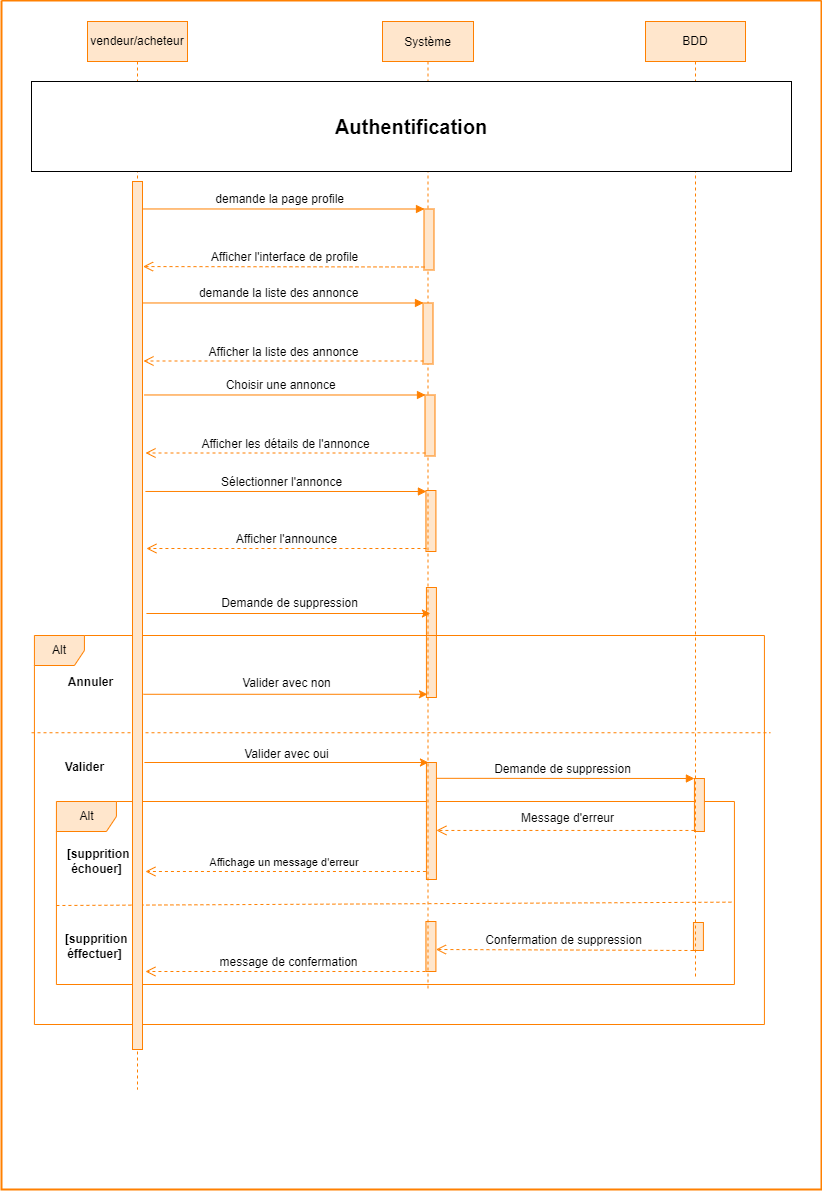 vendeur/acheteur
Système
BDD
Authentification
demande la page profile
Afficher l'interface de profile
demande la liste des annonce
Afficher la liste des annonce
Choisir une annonce
Afficher les détails de l'annonce
Sélectionner l'annonce
Afficher l'announce
Demande de suppression
Alt
Annuler
Valider avec non
Valider avec oui
Valider
Demande de suppression
Alt
Message d'erreur
[supprition
échouer]
Affichage un message d'erreur
[supprition
éffectuer]
Confermation de suppression
message de confermation